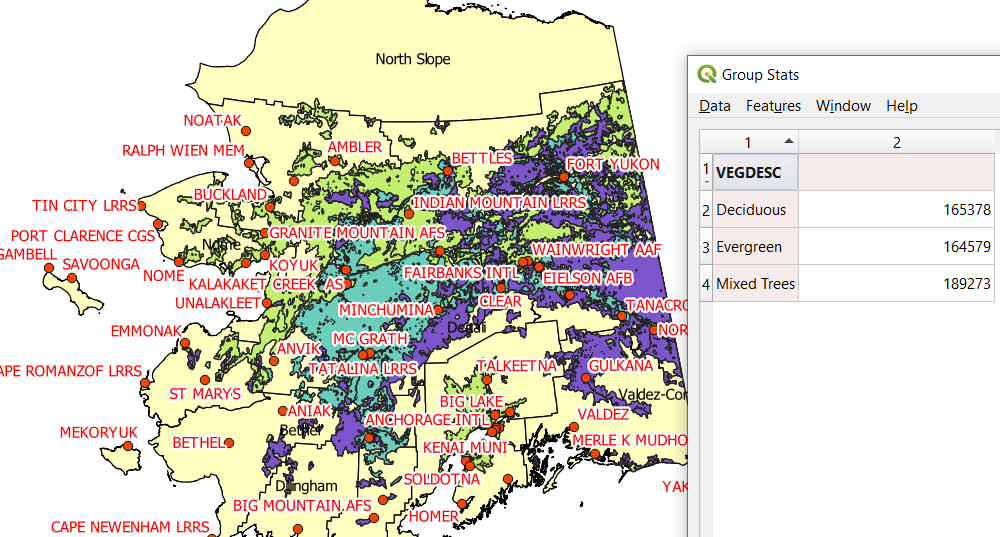 North Slope
Group Stats
Data Features Window Help
1 2
1 VEGDESC
2 Deciduous 165378
3 Evergreen 164579
4 Mixed Trees 189273
NOATAK
RALPH WIEN MEM
AMBLER
BETTLES
FORT YUKON
BUCKLAND
TIN CITY LRRS
INDIAN MOUNTAIN LRRS
PORT CLARENCE CGS
GRANITE MOUNTAIN AFS
Nome
WAINWRIGHT AAF
GAMBELL
SAVOONGA
NOME
KOYUK
FAIRBANKS INTL
EIELSON AFB
KALAKAKET CREEK AS
UNALAKLEET
CLEAR
TANACRO
MINCHUMINA
EMMONAK
Denali
NOR
MC GRATH
ANVIK
APE ROMANZOF LRRS
TATALINA LRRS
TALKEETNA
GULKANA
ST MARYS
Valdez-Cor
BIG LAKE
ANIAK
VALDEZ
ANCHORAGE INTL
MEKORYUK
Bethel
BETHEL
MERLE K MUDHO
KENAI MUNI
SOLDOTNA
Dillingham
YAK
BIG MOUNTAIN AFS
HOMER
CAPE NEWENHAM LRRS